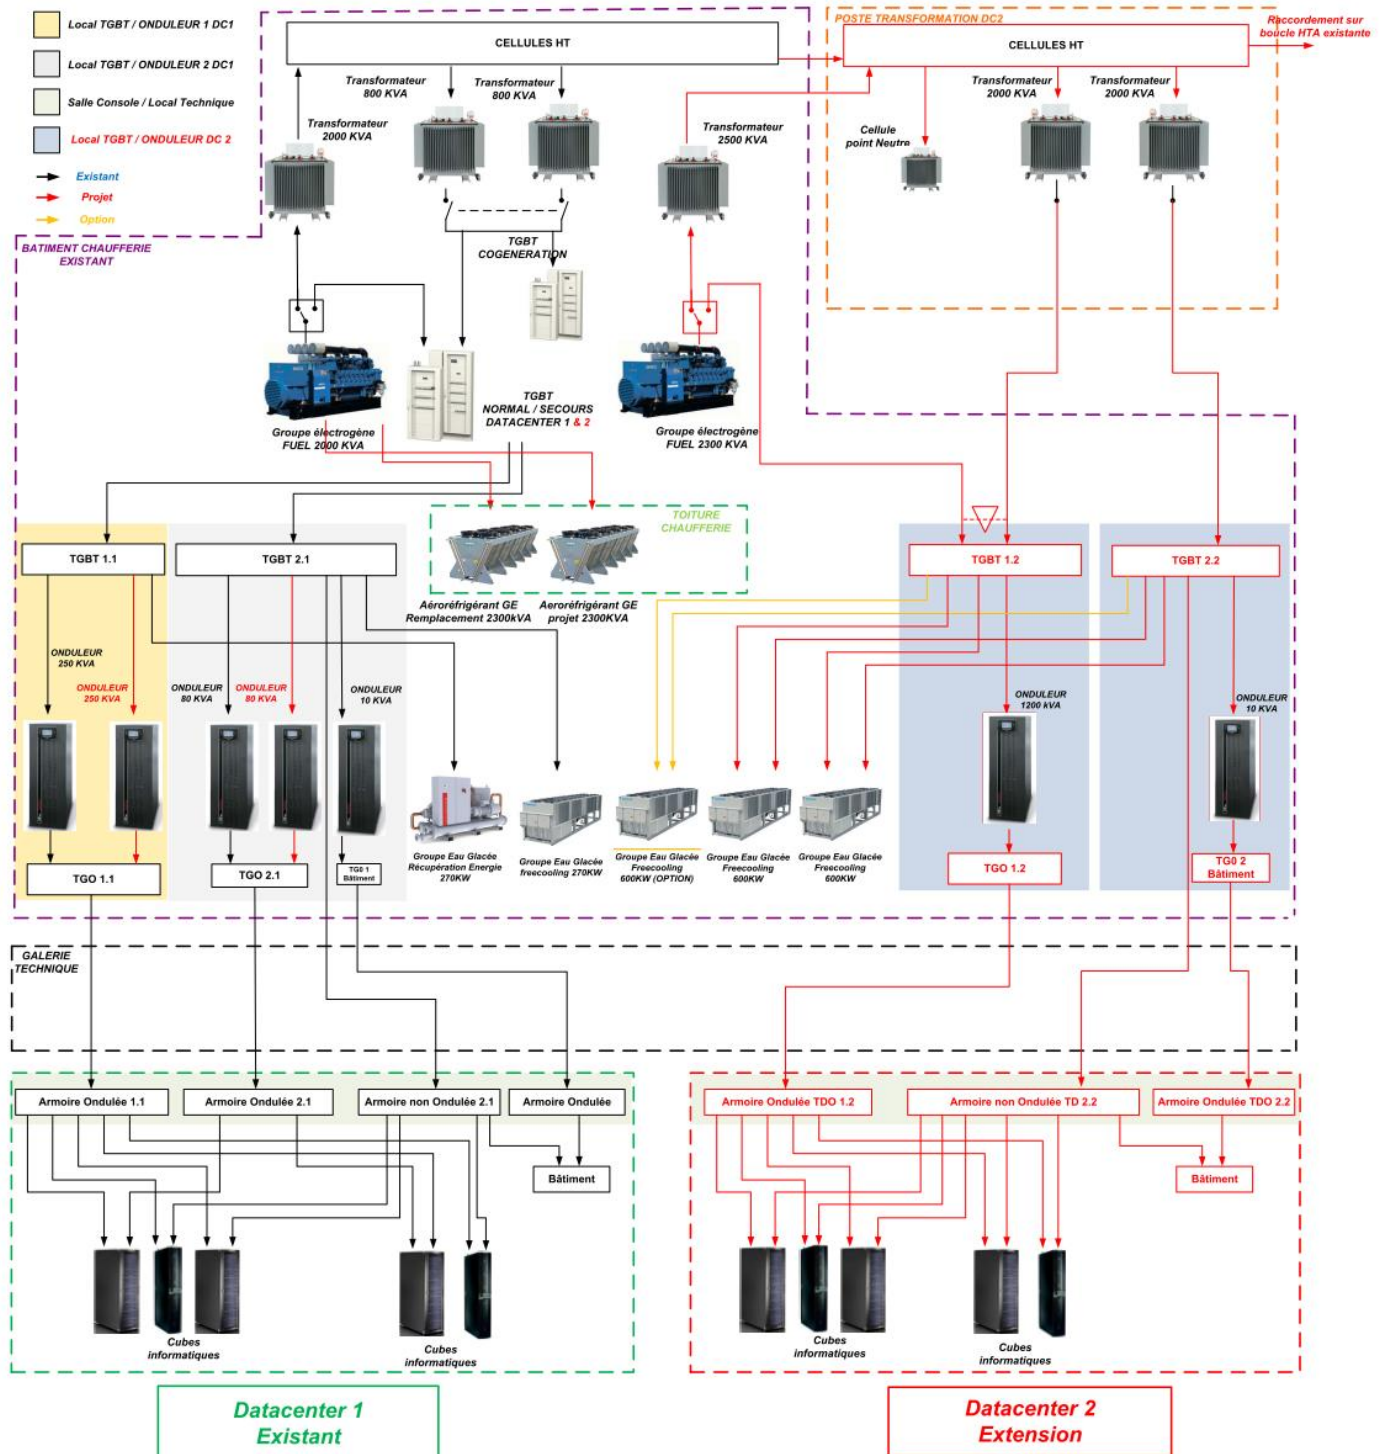 Local TGBT / ONDULEUR 1 DC1
Local TGBT / ONDULEUR 2 DC1
Salle Console / Local Technique
Local TGBT / ONDULEUR DC 2
Existant
Projet
Option
CELLULES HT
POSTE TRANSFORMATION DC2
CELLULES HT
Raccordement sur
boucle HTA existante
Transformateur
800 KVA
Transformateur
800 KVA
Transformateur
2000 KVA
Transformateur
2500 KVA
Cellule
point Neutre
Transformateur
2000 KVA
Transformateur
2000 KVA
BATIMENT CHAUFFERIE
EXISTANT
TGBT
COGENERATION
Groupe électrogène
FUEL 2000 KVA
TGBT
NORMAL / SECOURS
DATACENTER 1 & 2
Groupe électrogène
FUEL 2300 KVA
TOITURE
CHAUFFERIE
TGBT 1.1
TGBT 2.1
TGBT 1.2
TGBT 2.2
Aéroréfrigérant GE
Remplacement 2300kVA
Aeroréfrigérant GE
projet 2300KVA
ONDULEUR
250 KVA
ONDULEUR
250 KVA
ONDULEUR
80 KVA
ONDULEUR
80 KVA
ONDULEUR
10 KVA
ONDULEUR
1200 kVA
ONDULEUR
10 KVA
Groupe Eau Glacée
Récupération Energie
270KW
Groupe Eau Glacée
freecooling 270KW
Groupe Eau Glacée
Freecooling
600KW (OPTION)
Groupe Eau Glacée
Freecooling
600KW
Groupe Eau Glacée
Freecooling
600KW
TGO 1.1
TGO 2.1
TG0 1
Bâtiment
TGO 1.2
TG0 2
Bâtiment
GALERIE
TECHNIQUE
Armoire Ondulée 1.1
Armoire Ondulée 2.1
Armoire non Ondulée 2.1
Armoire Ondulée
Armoire Ondulée TDO 1.2
Armoire non Ondulée TD 2.2
Armoire Ondulée TDO 2.2
Bâtiment
Bâtiment
Cubes
informatiques
Cubes
informatiques
Cubes
informatiques
Cubes
informatiques
Datacenter 1
Existant
Datacenter 2
Extension